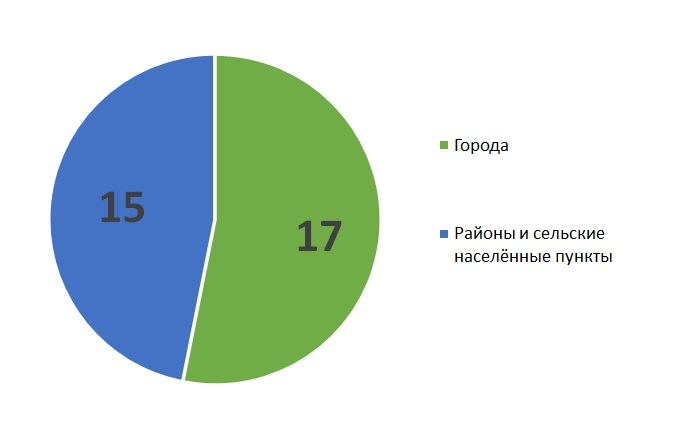 15
17
Города
Районы и сельские
населённые пункты